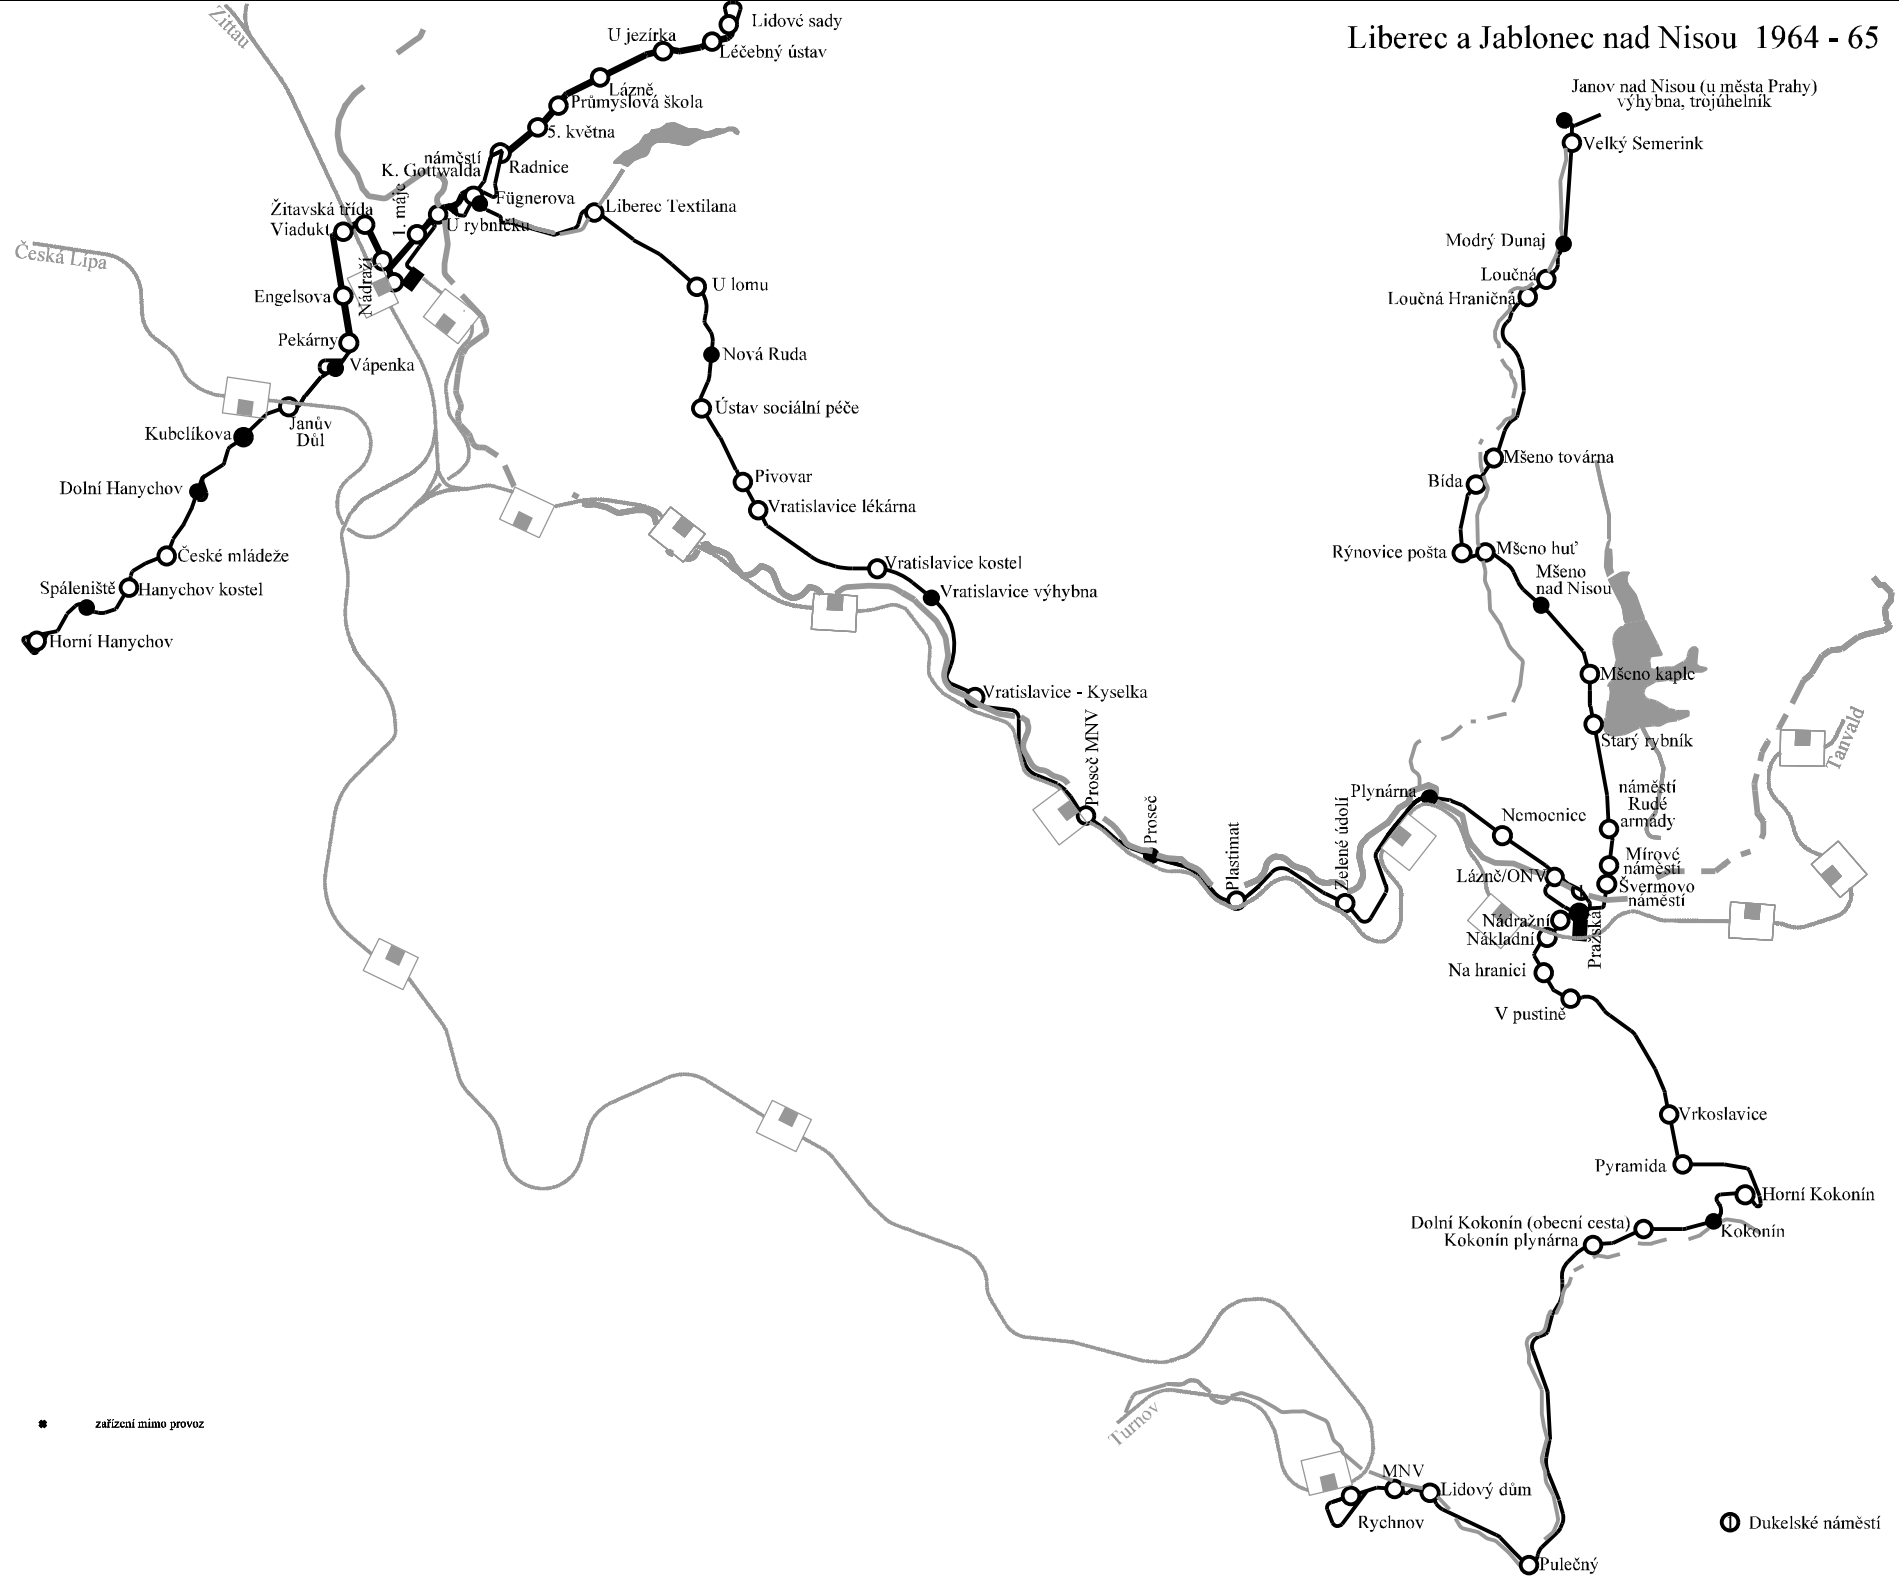 Liberec a Jablonec nad Nisou 1964 - 65
Zittau
Lidové sady
U jezírka
Léčebný ústav
Lázně
Průmyslová škola
5. května
náměstí
K. Gottwalda
Radnice
1. máje
Fügnerova
U rybníčku
Liberec Textilana
Žitavská třída
Viadukt
Nádraží
Engelsova
Pekárny
Vápenka
Česká Lípa
Janův
Důl
Kubelíkova
Dolní Hanychov
České mládeže
Spáleniště
Hanychov kostel
Horní Hanychov
U lomu
Nová Ruda
Ústav sociální péče
Pivovar
Vratislavice lékárna
Vratislavice kostel
Vratislavice výhybna
Vratislavice - Kyselka
Proseč MNV
Proseč
Plastimat
Zelené údolí
Plynárna
Nemocnice
Lázně/ONV
Janov nad Nisou (u města Prahy)
výhybna, trojúhelník
Velký Semerink
Modrý Dunaj
Loučná
Loučná Hraničná
Mšeno továrna
Bída
Rýnovice pošta
Mšeno huť
Mšeno
nad Nisou
Mšeno kaple
Starý rybník
náměstí
Rudé
armády
Mírové
náměstí
Švermovo
náměstí
Tanvald
Nádražní
Nákladní
Pražská
Na hranici
V pustině
Vrkoslavice
Pyramida
Horní Kokonín
Dolní Kokonín (obecní cesta)
Kokonín plynárna
Kokonín
Turnov
MNV
Lidový dům
Rychnov
Pulečný
zařízení mimo provoz
Dukelské náměstí